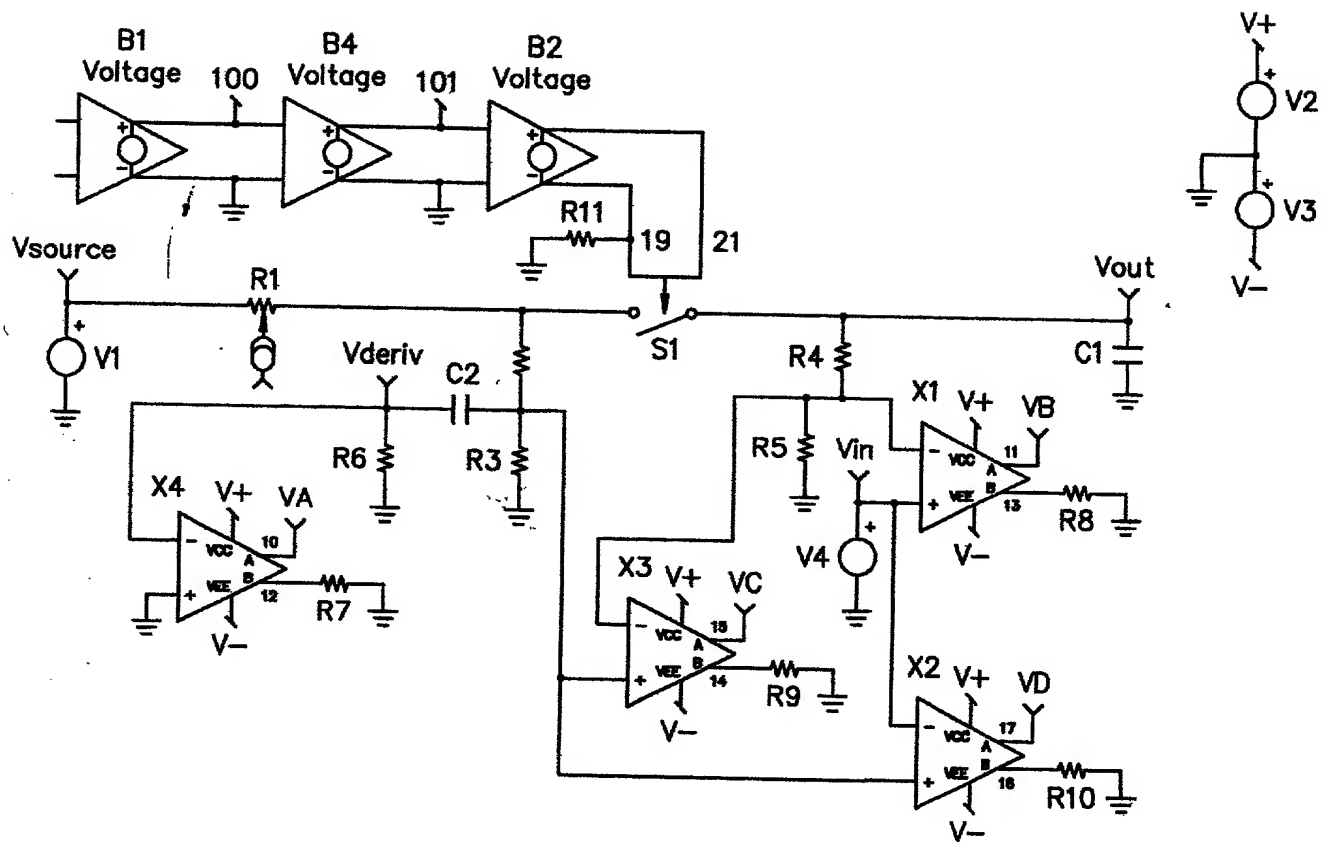 B1
Voltage
B4
Voltage
B2
Voltage
100
101
V+
V2
V3
V-
R11
19
21
Vsource
R1
V1
S1
Vout
C1
Vderiv
C2
R4
R6
R3
R5
Vin
X1
V+
VB
VCC
VEE
A
B
11
13
R8
V-
X4
V+
VA
VCC
VEE
A
B
10
12
R7
V-
V4
X3
V+
VC
VCC
VEE
A
B
15
14
R9
V-
X2
V+
VD
VCC
VEE
A
B
17
16
R10
V-